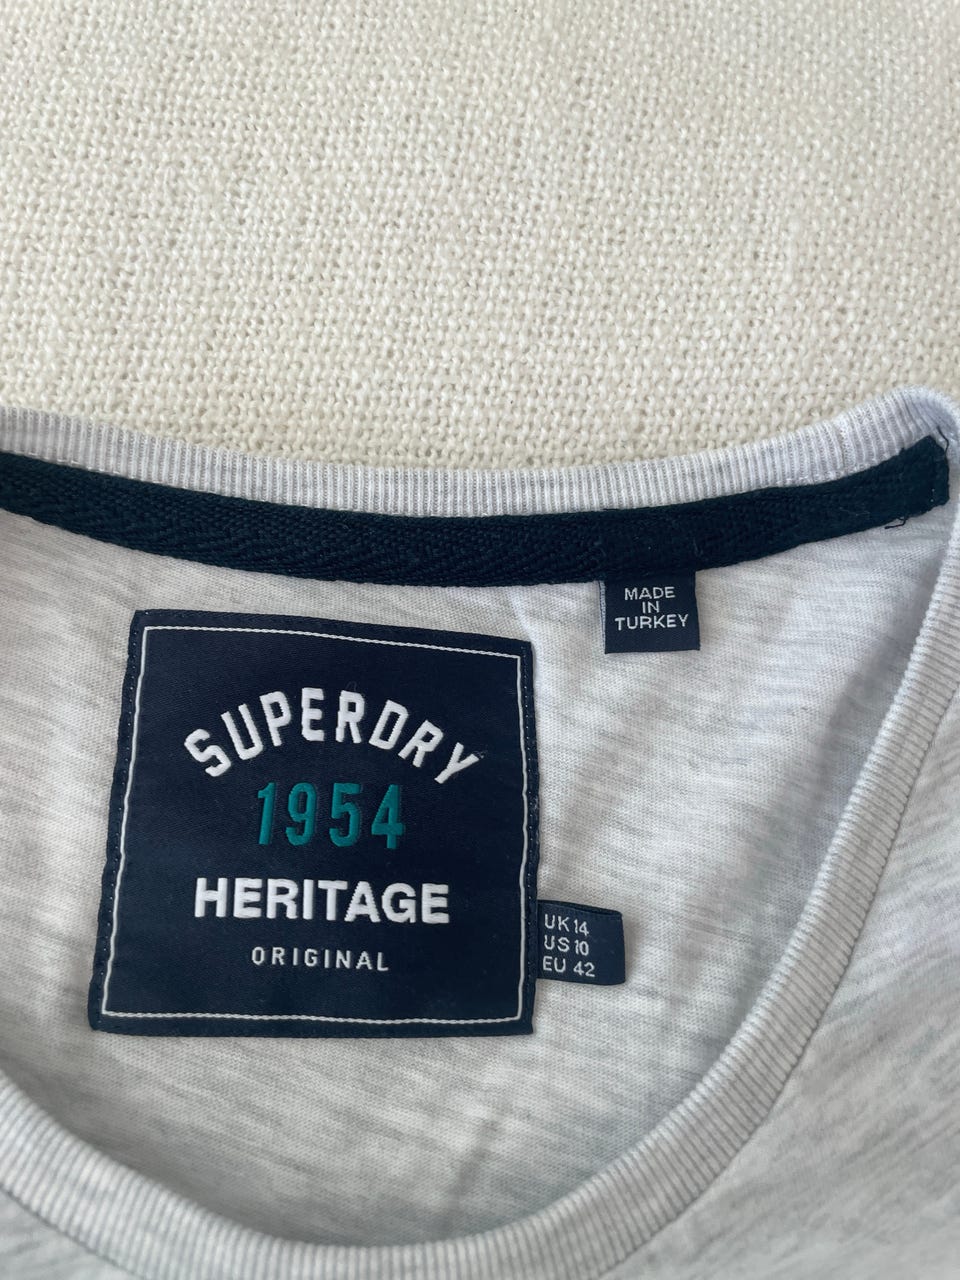 MADE
IN
TURKEY
SUPERDRY
1954
HERITAGE
ORIGINAL
UK 14
US 10
EU 42